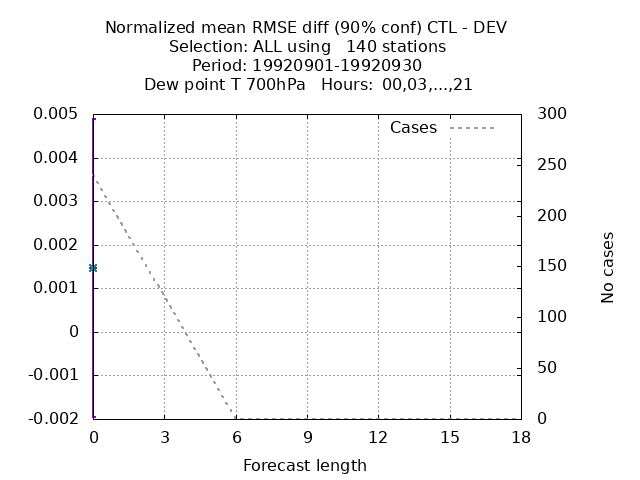 Normalized mean RMSE diff (90% conf) CTL - DEV
Selection: ALL using   140 stations
Period: 19920901-19920930
Dew point T 700hPa   Hours: 00,03,...,21
Cases
0.005
0.004
0.003
0.002
0.001
0
-0.001
-0.002
300
250
200
150
100
50
0
No cases
0 3 6 9 12 15 18
Forecast length